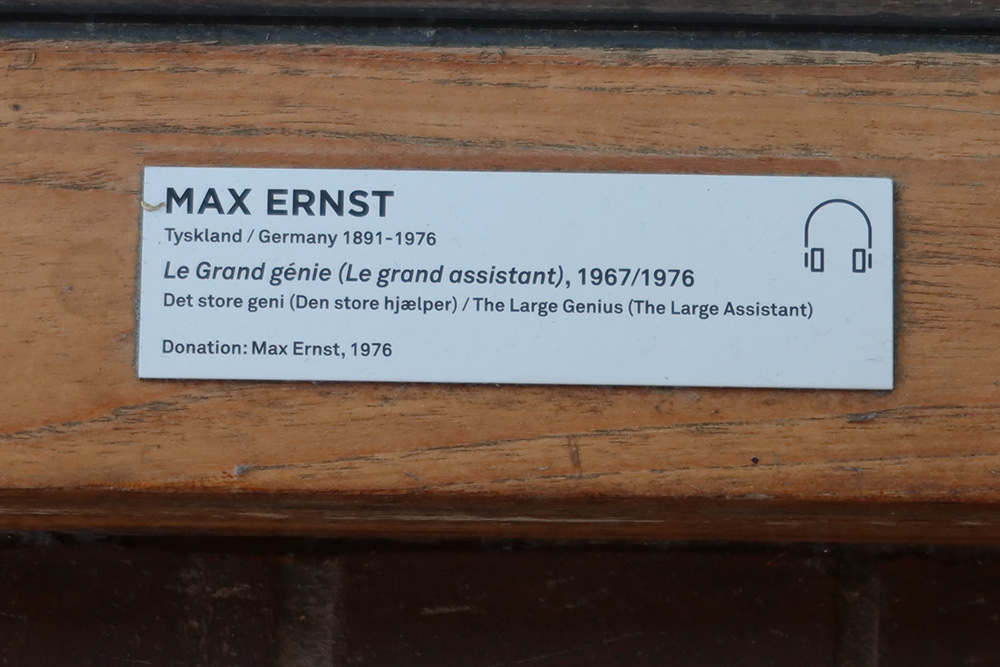 MAX ERNST
Tyskland / Germany 1891-1976
Le Grand génie (Le grand assistant), 1967/1976
Det store geni (Den store hjælper) / The Large Genius (The Large Assistant)
Donation: Max Ernst, 1976